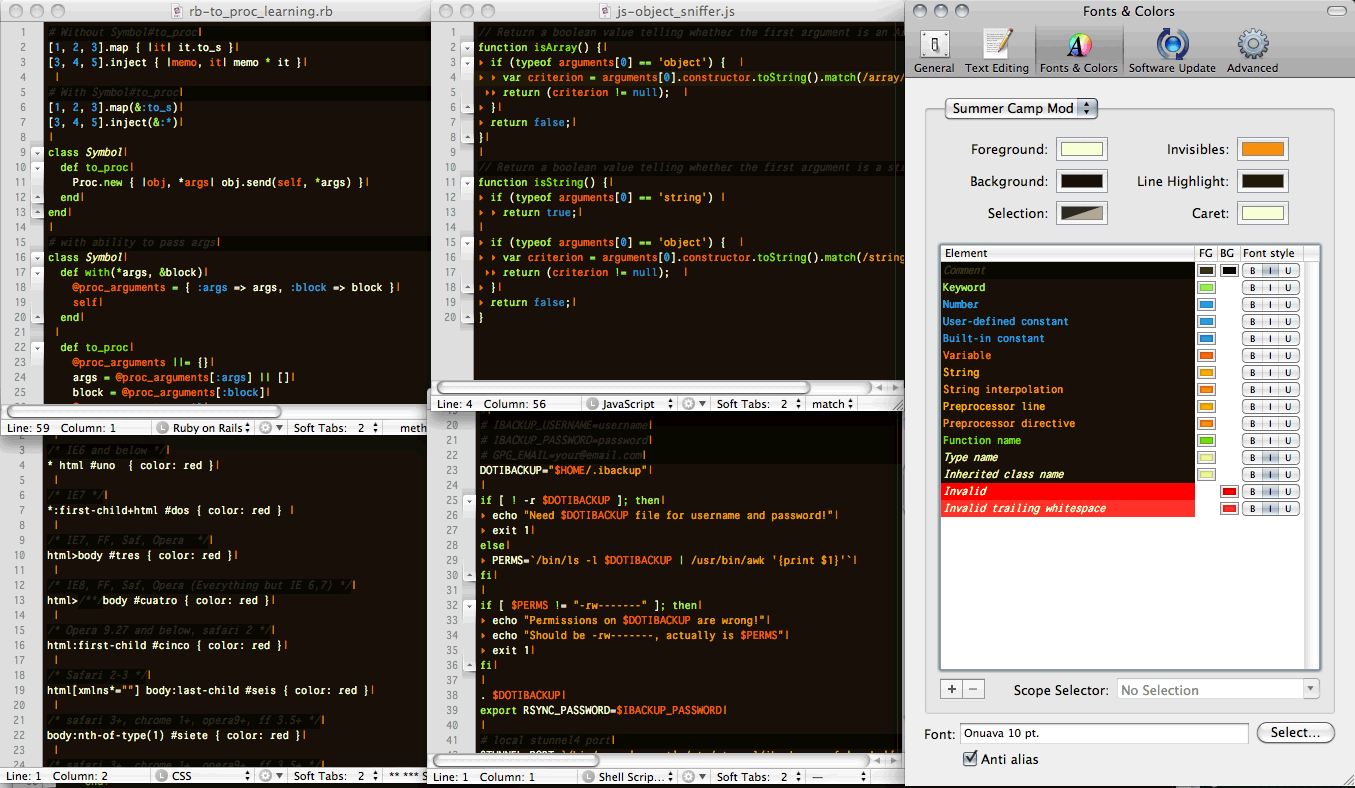 rb-to_proc_learning.rb
1 # Without Symbol#to_proc
2 [1, 2, 3].map { |it| it.to_s }
3 [3, 4, 5].inject { |memo, it| memo * it }
4
5 # With Symbol#to_proc
6 [1, 2, 3].map(&:to_s)
7 [3, 4, 5].inject(&:*)
8
9 class Symbol
10 def to_proc
11 Proc.new { |obj, *args| obj.send(self, *args) }
12 end
13 end
14
15 # with ability to pass args
16 class Symbol
17 def with(*args, &block)
18 @proc_arguments = { :args => args, :block => block }
19 self
20 end
21
22 def to_proc
23 @proc_arguments ||= {}
24 args = @proc_arguments[:args] || []
25 block = @proc_arguments[:block]
Line: 59 Column: 1 L Ruby on Rails Soft Tabs: 2 meth
3 /* IE6 and below */
4 * html #uno { color: red }
5
6 /* IE7 */
7 *:first-child+html #dos { color: red }
8
9 /* IE7, FF, Saf, Opera */
10 html>body #tres { color: red }
11
12 /* IE8, FF, Saf, Opera (Everything but IE 6,7) */
13 html>/**/body #cuatro { color: red }
14
15 /* Opera 9.27 and below, safari 2 */
16 html:first-child #cinco { color: red }
17
18 /* Safari 2-3 */
19 html[xmlns*=""] body:last-child #seis { color: red }
20
21 /* safari 3+, chrome 1+, opera9+, ff 3.5+ */
22 body:nth-of-type(1) #siete { color: red }
23
24 /* safari 3+, chrome 1+, opera9+, ff 3.5+ */
Line: 1 Column: 2 L CSS Soft Tabs: 2 ** *** S
end
js-object_sniffer.js
1 // Return a boolean value telling whether the first argument is an A
2 function isArray() {
3 if (typeof arguments[0] == 'object') {
4 var criterion = arguments[0].constructor.toString().match(/array/
5 return (criterion != null);
6 }
7 return false;
8 }
9
10 // Return a boolean value telling whether the first argument is a st
11 function isString() {
12 if (typeof arguments[0] == 'string')
13 return true;
14
15 if (typeof arguments[0] == 'object') {
16 var criterion = arguments[0].constructor.toString().match(/string
17 return (criterion != null);
18 }
19 return false;
20 }
Line: 4 Column: 56 L JavaScript Soft Tabs: 2 match
20 # IBACKUP_USERNAME=username
21 # IBACKUP_PASSWORD=password
22 # GPG_EMAIL=your@email.com
23 DOTIBACKUP="$HOME/.ibackup"
24
25 if [ ! -r $DOTIBACKUP ]; then
26 echo "Need $DOTIBACKUP file for username and password!"
27 exit 1
28 else
29 PERMS=`/bin/ls -l $DOTIBACKUP | /usr/bin/awk '{print $1}'`
30 fi
31
32 if [ $PERMS != "-rw-------" ]; then
33 echo "Permissions on $DOTIBACKUP are wrong!"
34 echo "Should be -rw-------, actually is $PERMS"
35 exit 1
36 fi
37
38 . $DOTIBACKUP
39 export RSYNC_PASSWORD=$IBACKUP_PASSWORD
40
41 # local stunnel4 port
Line: 1 Column: 1 L Shell Scrip... Soft Tabs: 2 —
Fonts & Colors
General Text Editing Fonts & Colors Software Update Advanced
Summer Camp Mod
Foreground: Invisibles:
Background: Line Highlight:
Selection: Caret:
Element FG BG Font style
Comment B I U
Keyword B I U
Number B I U
User-defined constant B I U
Built-in constant B I U
Variable B I U
String B I U
String interpolation B I U
Preprocessor line B I U
Preprocessor directive B I U
Function name B I U
Type name B I U
Inherited class name B I U
Invalid B I U
Invalid trailing whitespace B I U
+ − Scope Selector: No Selection
Font: Onuava 10 pt. Select...
Anti alias